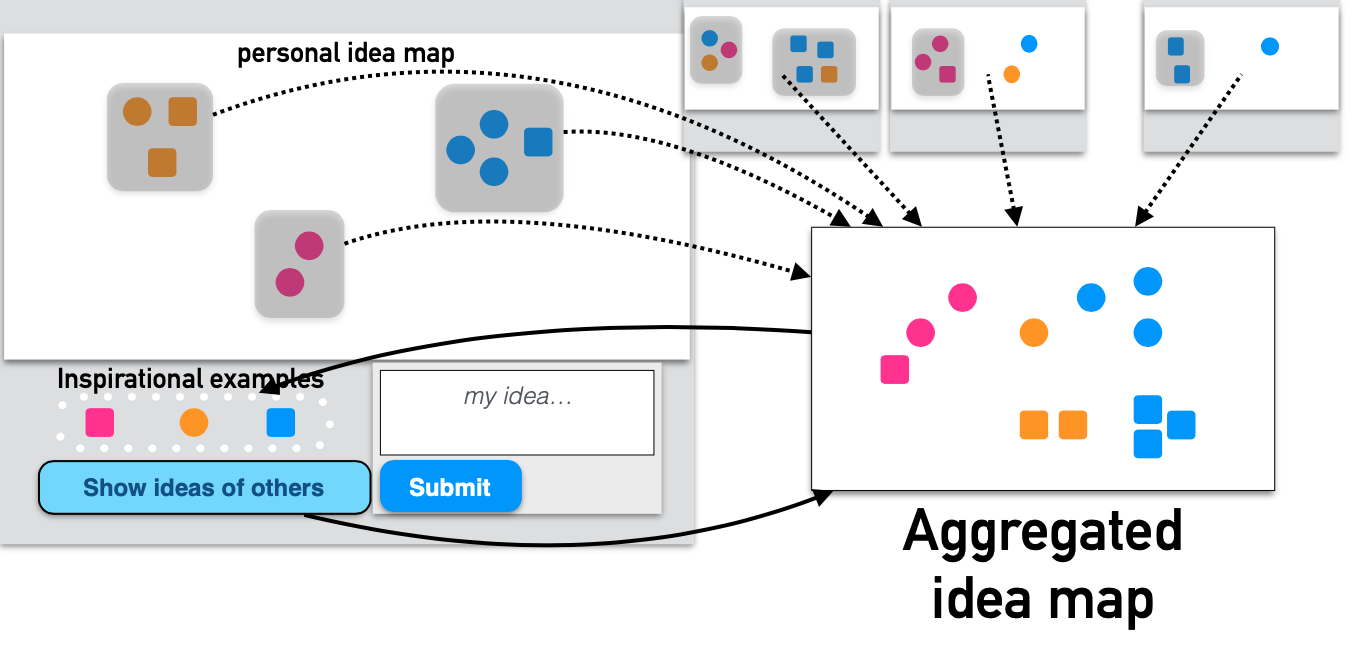 personal idea map
Inspirational examples
my idea...
Show ideas of others
Submit
Aggregated
idea map